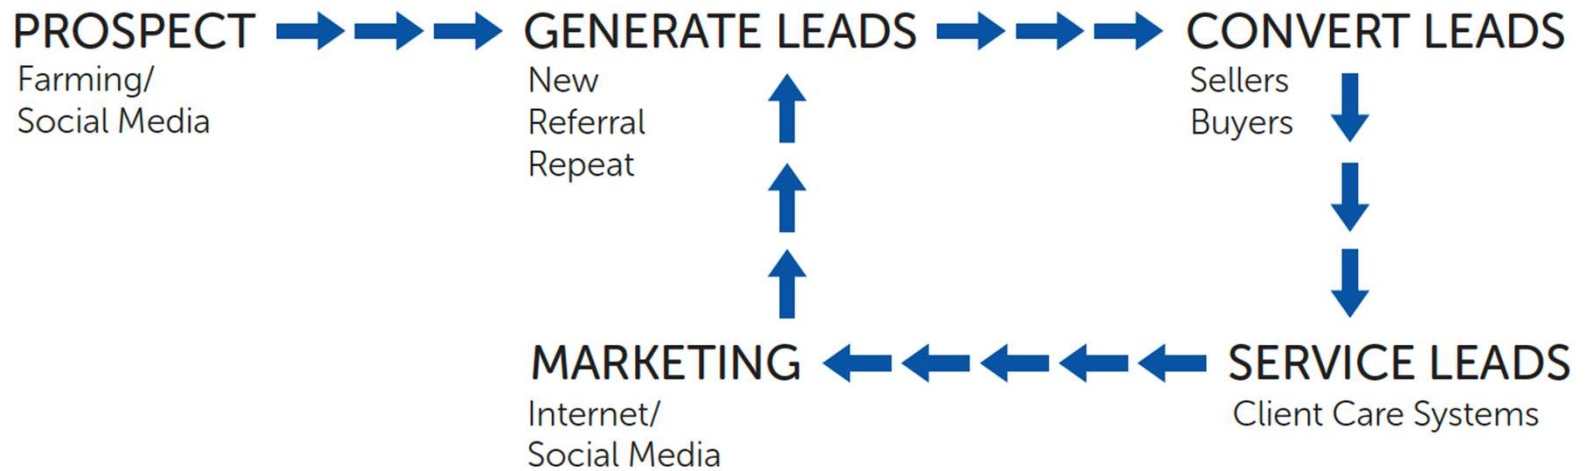 PROSPECT
Farming/
Social Media
GENERATE LEADS
New
Referral
Repeat
CONVERT LEADS
Sellers
Buyers
SERVICE LEADS
Client Care Systems
MARKETING
Internet/
Social Media